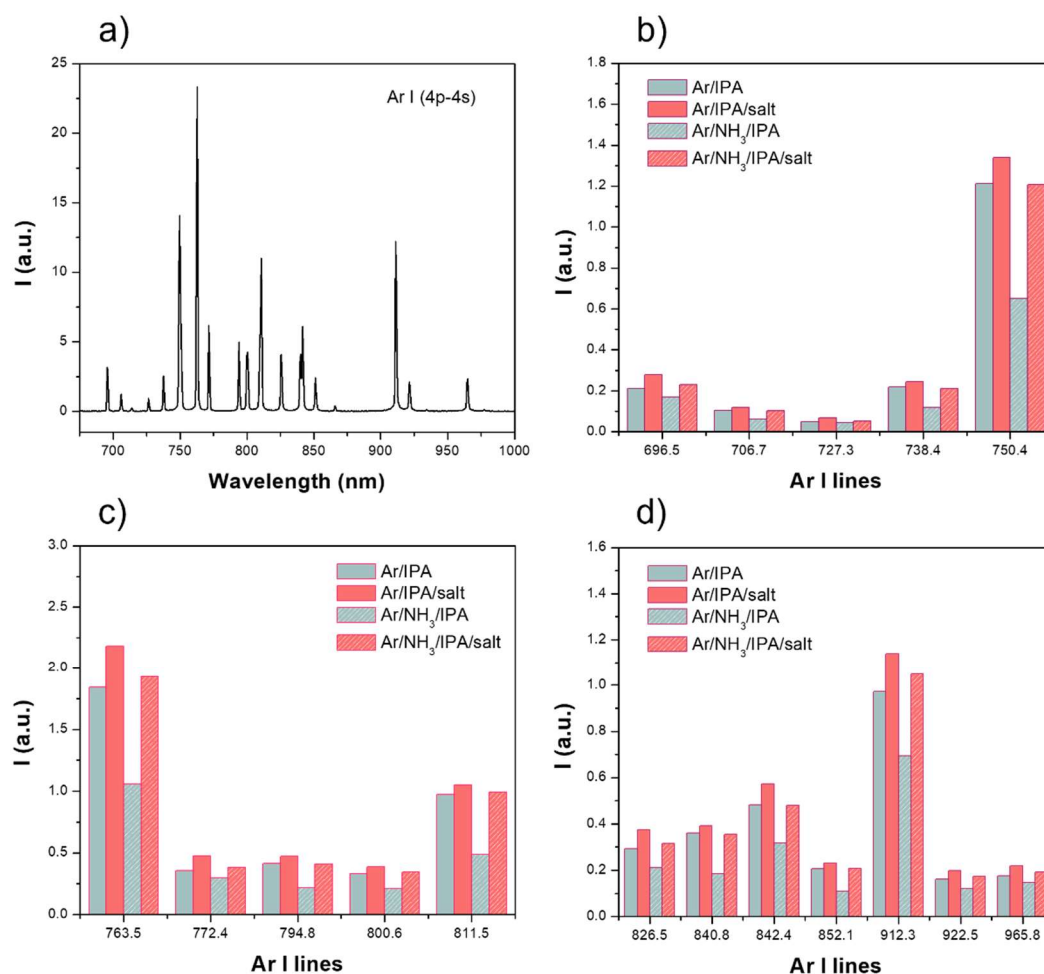 a)
25
20
15
10
5
0
I (a.u.)
Ar I (4p-4s)
700 750 800 850 900 950 1000
Wavelength (nm)
b)
1.8
1.6
1.4
1.2
1.0
0.8
0.6
0.4
0.2
0.0
I (a.u.)
Ar/IPA
Ar/IPA/salt
Ar/NH3/IPA
Ar/NH3/IPA/salt
696.5 706.7 727.3 738.4 750.4
Ar I lines
c)
3.0
2.5
2.0
1.5
1.0
0.5
0.0
I (a.u.)
Ar/IPA
Ar/IPA/salt
Ar/NH3/IPA
Ar/NH3/IPA/salt
763.5 772.4 794.8 800.6 811.5
Ar I lines
d)
1.6
1.4
1.2
1.0
0.8
0.6
0.4
0.2
0.0
I (a.u.)
Ar/IPA
Ar/IPA/salt
Ar/NH3/IPA
Ar/NH3/IPA/salt
826.5 840.8 842.4 852.1 912.3 922.5 965.8
Ar I lines